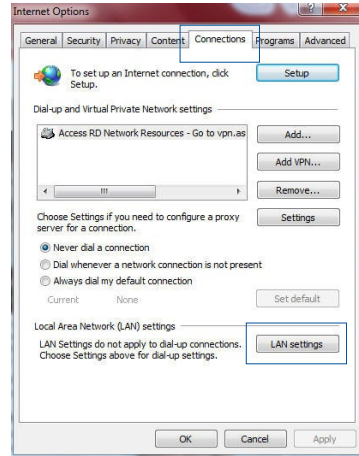 Internet Options
General Security Privacy Content Connections Programs Advanced
To set up an Internet connection, click
Setup.
Setup
Dial-up and Virtual Private Network settings
Access RD Network Resources - Go to vpn.as
Add...
Add VPN...
Remove...
Choose Settings if you need to configure a proxy
server for a connection.
Settings
Never dial a connection
Dial whenever a network connection is not present
Always dial my default connection
Current None
Set default
Local Area Network (LAN) settings
LAN Settings do not apply to dial-up connections.
Choose Settings above for dial-up settings.
LAN settings
OK Cancel Apply